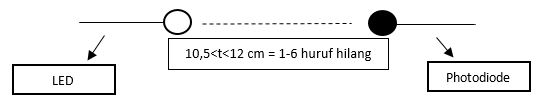 10,5<t<12 cm = 1-6 huruf hilang
LED
Photodiode